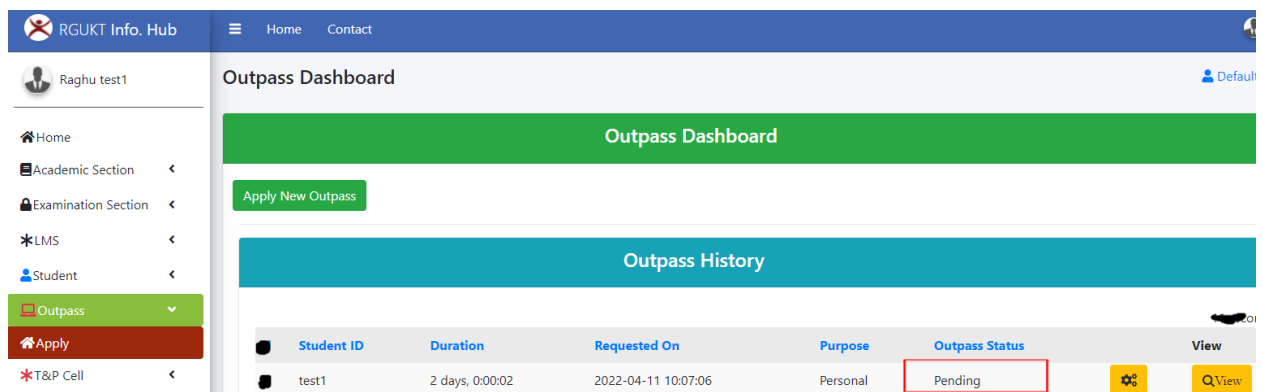 RGUKT Info. Hub
Home Contact
Raghu test1
Outpass Dashboard
Default
Home
Academic Section
Examination Section
LMS
Student
Outpass
Apply
T&P Cell
Outpass Dashboard
Apply New Outpass
Outpass History
Student ID Duration Requested On Purpose Outpass Status View
test1 2 days, 0:00:02 2022-04-11 10:07:06 Personal Pending View